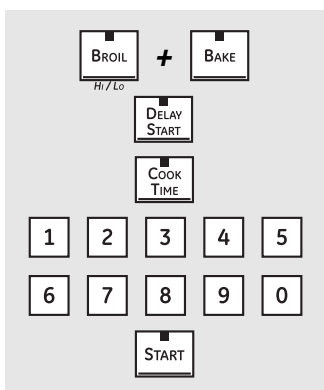 BROIL + BAKE
HI / LO
DELAY
START
COOK
TIME
1 2 3 4 5
6 7 8 9 0
START